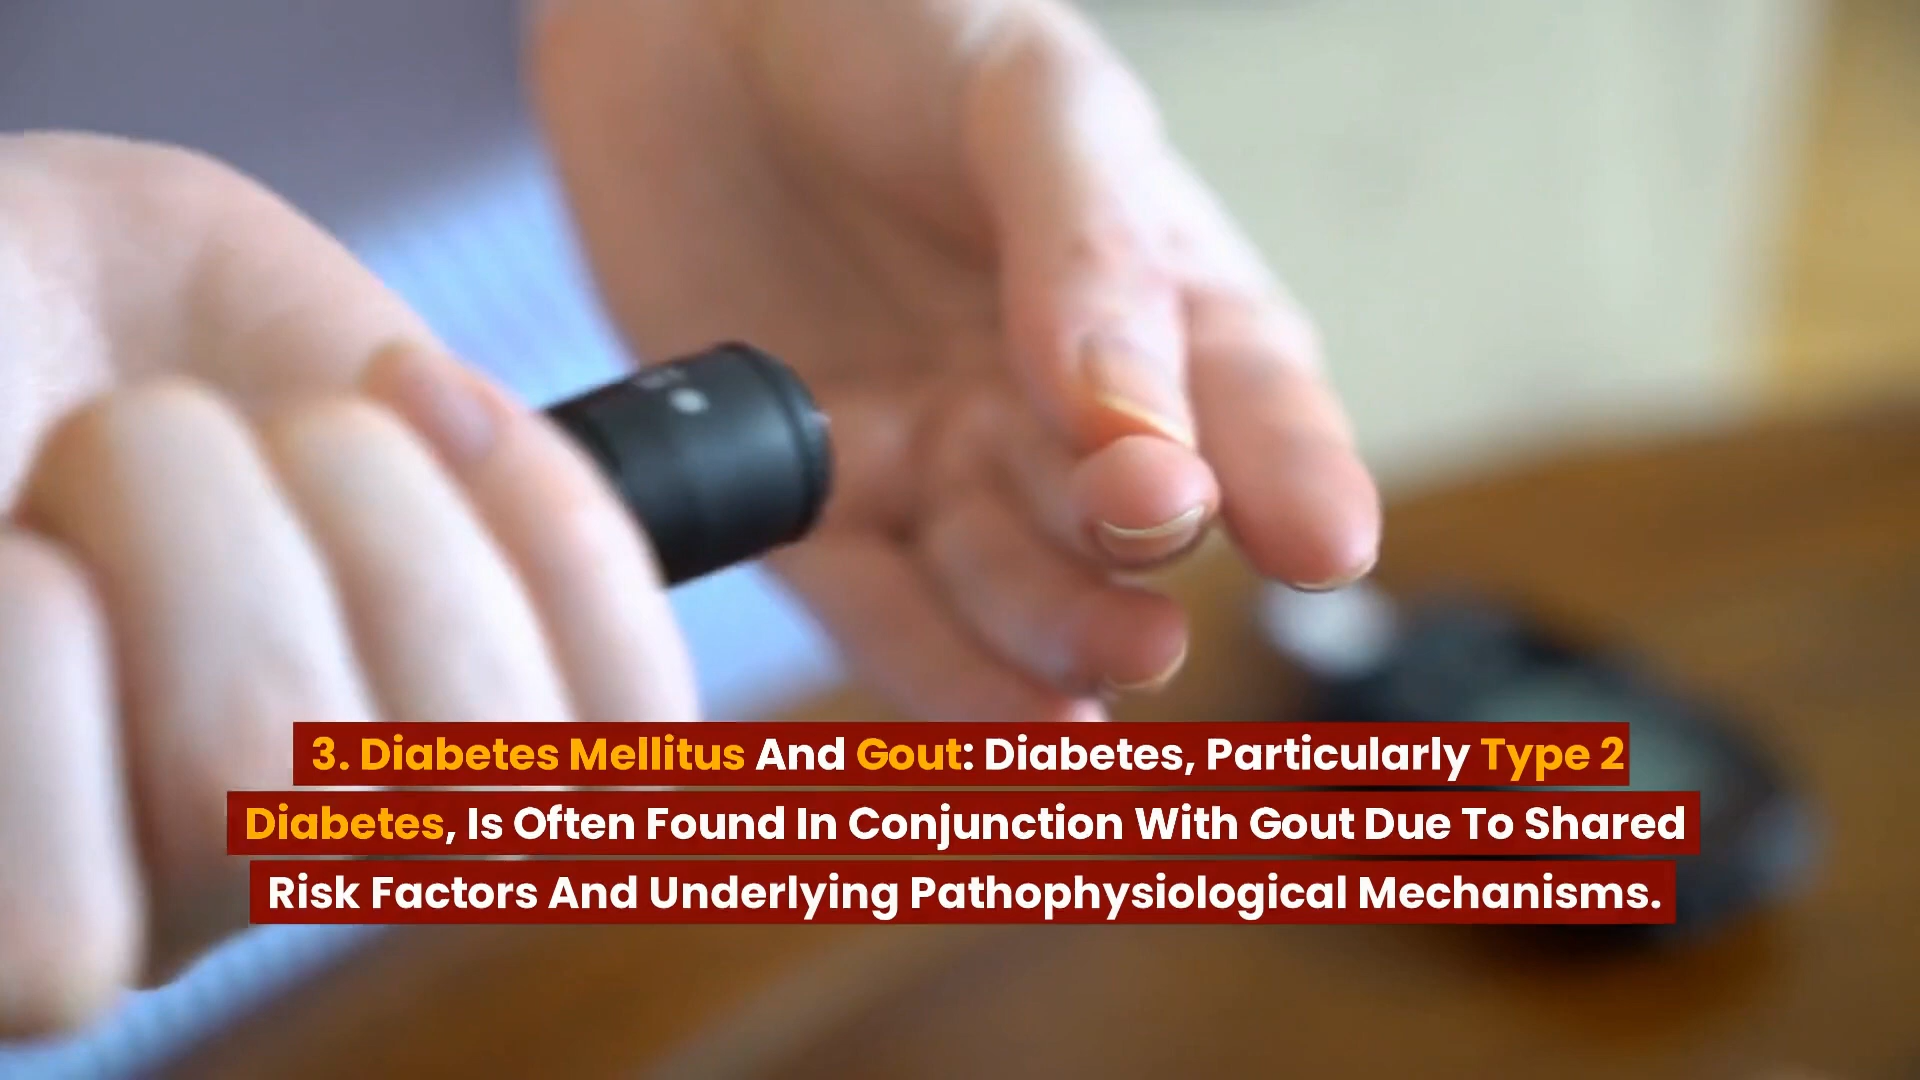 3. Diabetes Mellitus And Gout: Diabetes, Particularly Type 2
Diabetes, Is Often Found In Conjunction With Gout Due To Shared
Risk Factors And Underlying Pathophysiological Mechanisms.